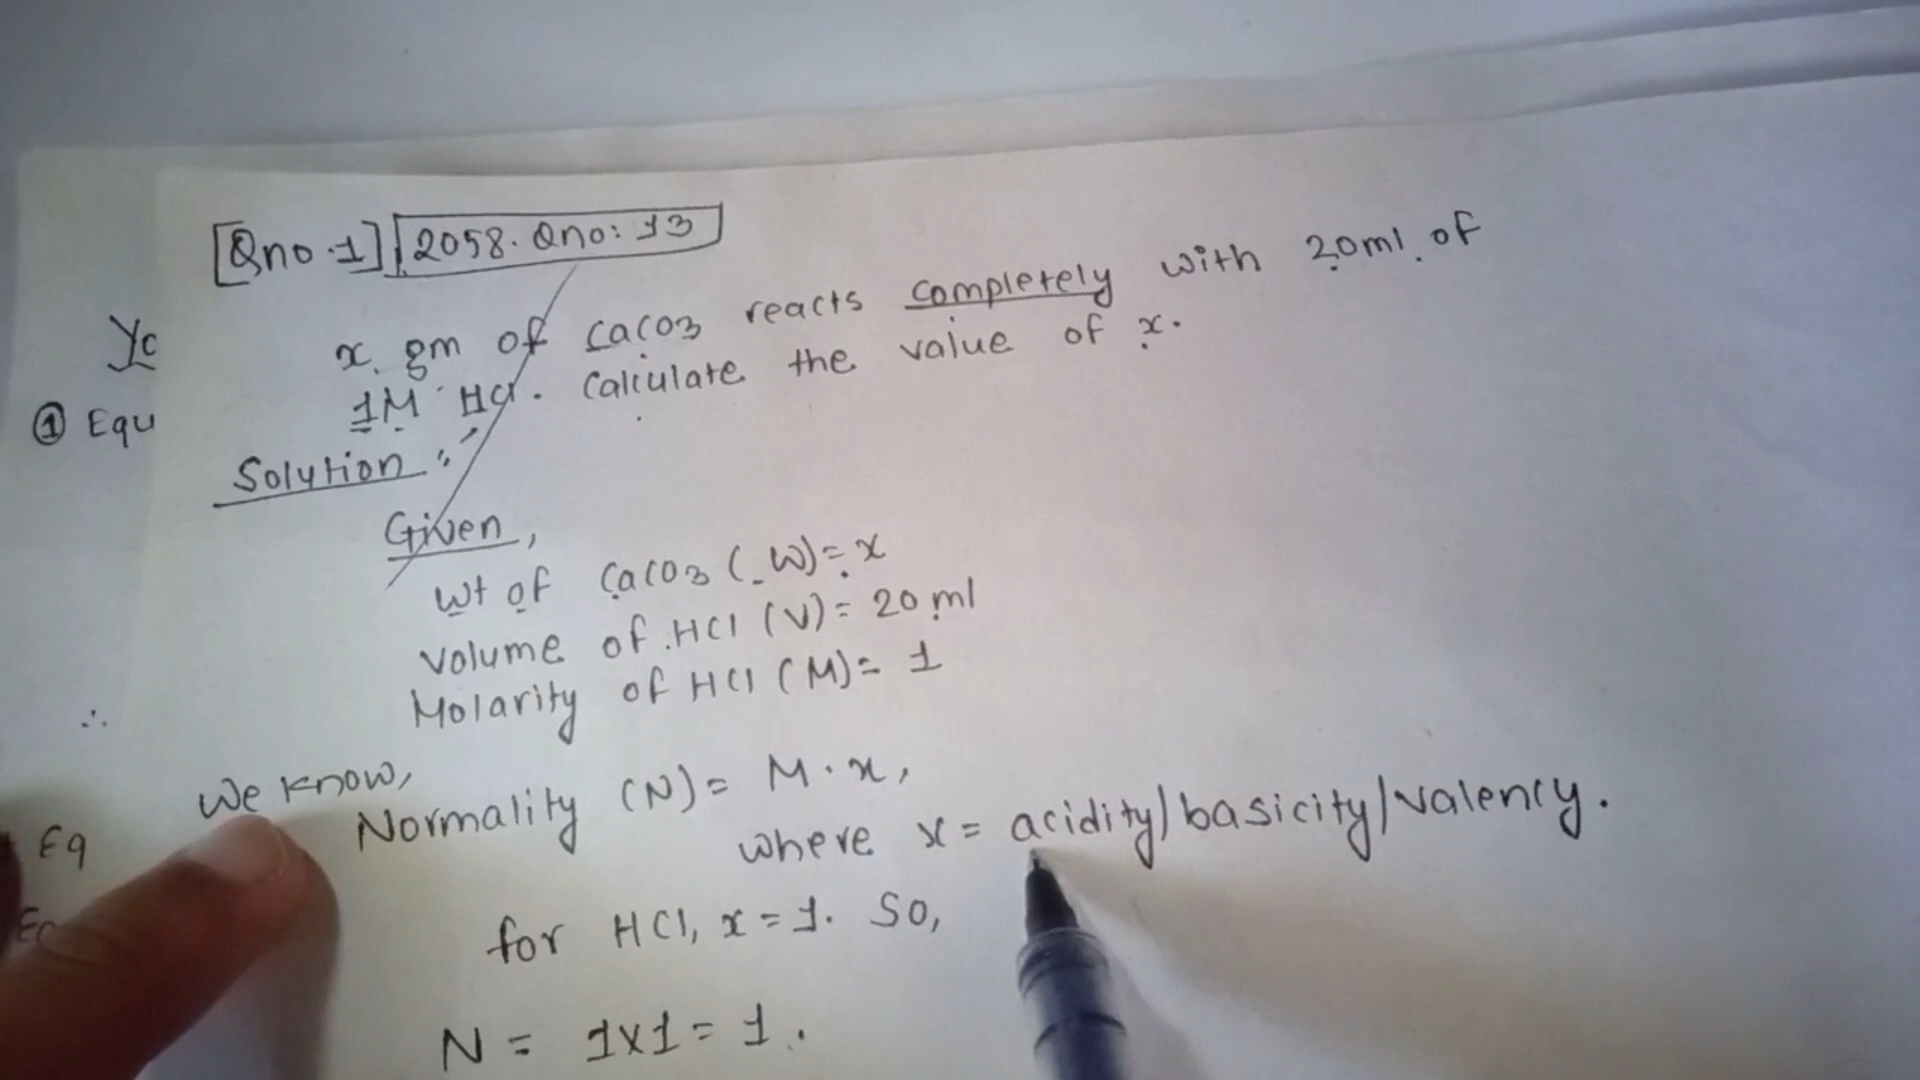 [Qno.1] 2058. Qno: 13
x gm of CaCO3 reacts completely with 20ml of
1M HCl. Calculate the value of x.
Solution:
Given,
Wt of CaCO3 (W)= x
Volume of HCl (V)= 20 ml
Molarity of HCl (M)= 1
We know,
Normality (N)= M.x,
where x = acidity/basicity/valency.
for HCl, x=1. So,
N = 1x1 = 1.
Yo
① Equ
∴
Eq